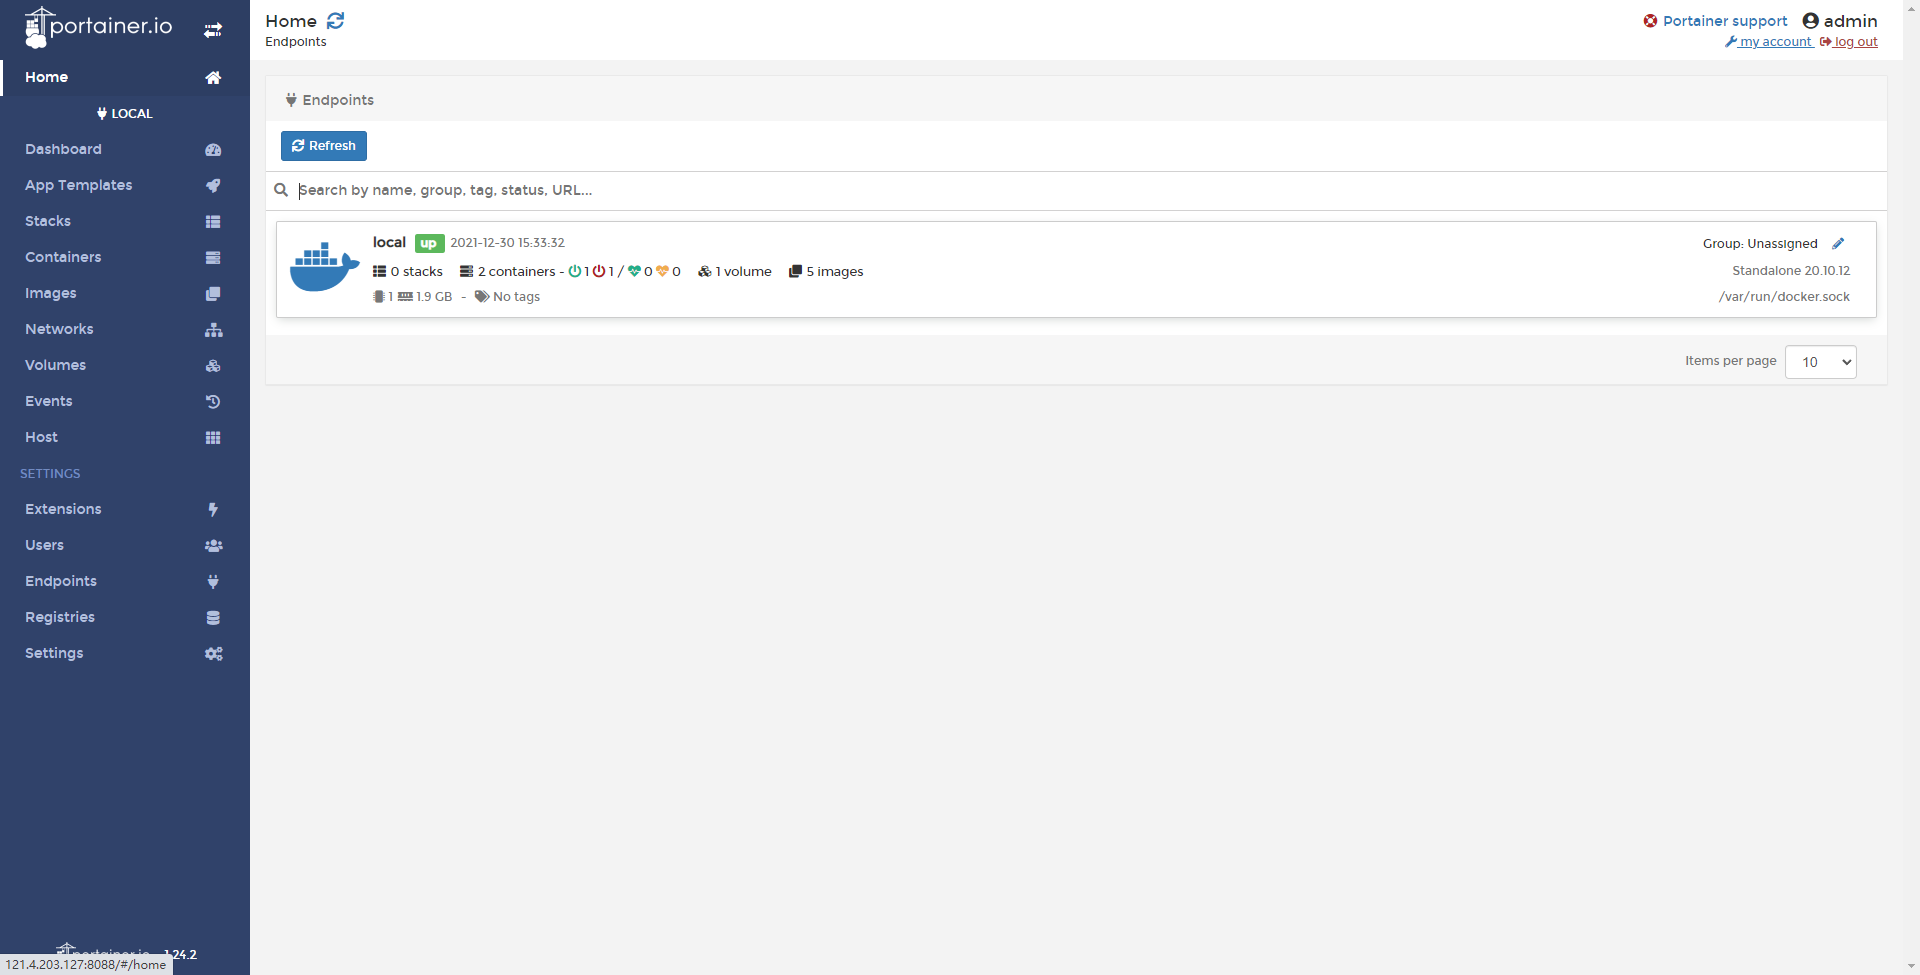 portainer.io
Home
LOCAL
Dashboard
App Templates
Stacks
Containers
Images
Networks
Volumes
Events
Host
SETTINGS
Extensions
Users
Endpoints
Registries
Settings
portainer.io 1.24.2
121.4.203.127:8088/#/home
Home
Endpoints
Portainer support admin
my account log out
Endpoints
Refresh
Search by name, group, tag, status, URL...
local up 2021-12-30 15:33:32
Group: Unassigned
0 stacks 2 containers - 1 1 / 0 0 1 volume 5 images
Standalone 20.10.12
1 1.9 GB - No tags
/var/run/docker.sock
Items per page 10